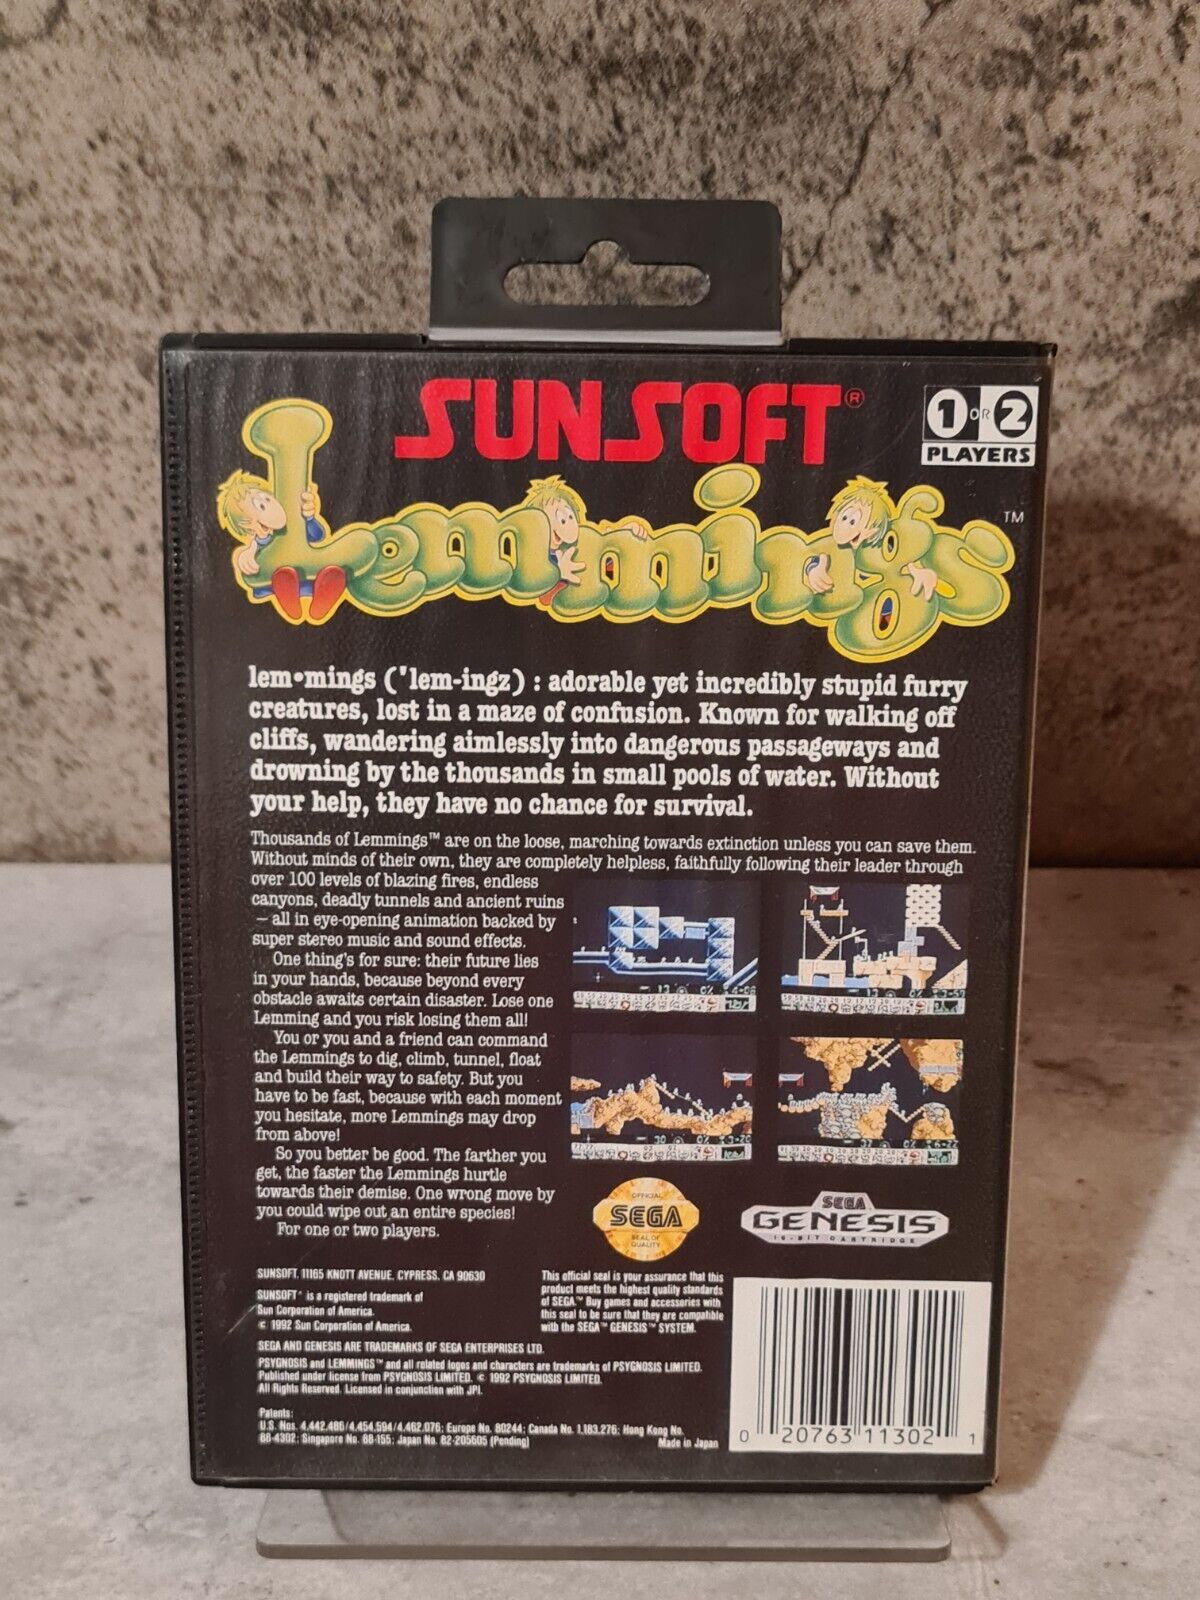 SUNSOFT®
1 OR 2
PLAYERS
Lemmings™
lem•mings ('lem-ingz) : adorable yet incredibly stupid furry
creatures, lost in a maze of confusion. Known for walking off
cliffs, wandering aimlessly into dangerous passageways and
drowning by the thousands in small pools of water. Without
your help, they have no chance for survival.
Thousands of Lemmings™ are on the loose, marching towards extinction unless you can save them.
Without minds of their own, they are completely helpless, faithfully following their leader through
over 100 levels of blazing fires, endless
canyons, deadly tunnels and ancient ruins
– all in eye-opening animation backed by
super stereo music and sound effects.
One thing's for sure: their future lies
in your hands, because beyond every
obstacle awaits certain disaster. Lose one
Lemming and you risk losing them all!
You or you and a friend can command
the Lemmings to dig, climb, tunnel, float
and build their way to safety. But you
have to be fast, because with each moment
you hesitate, more Lemmings may drop
from above!
So you better be good. The farther you
get, the faster the Lemmings hurtle
towards their demise. One wrong move by
you could wipe out an entire species!
For one or two players.
OFFICIAL
SEGA
SEAL OF
QUALITY
SEGA
GENESIS
16-BIT CARTRIDGE
SUNSOFT, 11165 KNOTT AVENUE, CYPRESS, CA 90630
SUNSOFT® is a registered trademark of
Sun Corporation of America.
© 1992 Sun Corporation of America.
This official seal is your assurance that this
product meets the highest quality standards
of SEGA.™ Buy games and accessories with
this seal to be sure that they are compatible
with the SEGA™ GENESIS™ SYSTEM.
SEGA AND GENESIS ARE TRADEMARKS OF SEGA ENTERPRISES LTD.
PSYGNOSIS and LEMMINGS™ and all related logos and characters are trademarks of PSYGNOSIS LIMITED.
Published under license from PSYGNOSIS LIMITED. © 1992 PSYGNOSIS LIMITED.
All Rights Reserved. Licensed in conjunction with JPI.
Patents:
U.S. Nos. 4,442,486/4,454,594/4,462,076; Europe No. 80244; Canada No. 1,183,276; Hong Kong No.
88-4302; Singapore No. 88-155; Japan No. 82-205605 (Pending)
Made in Japan
0 20763 11302 1